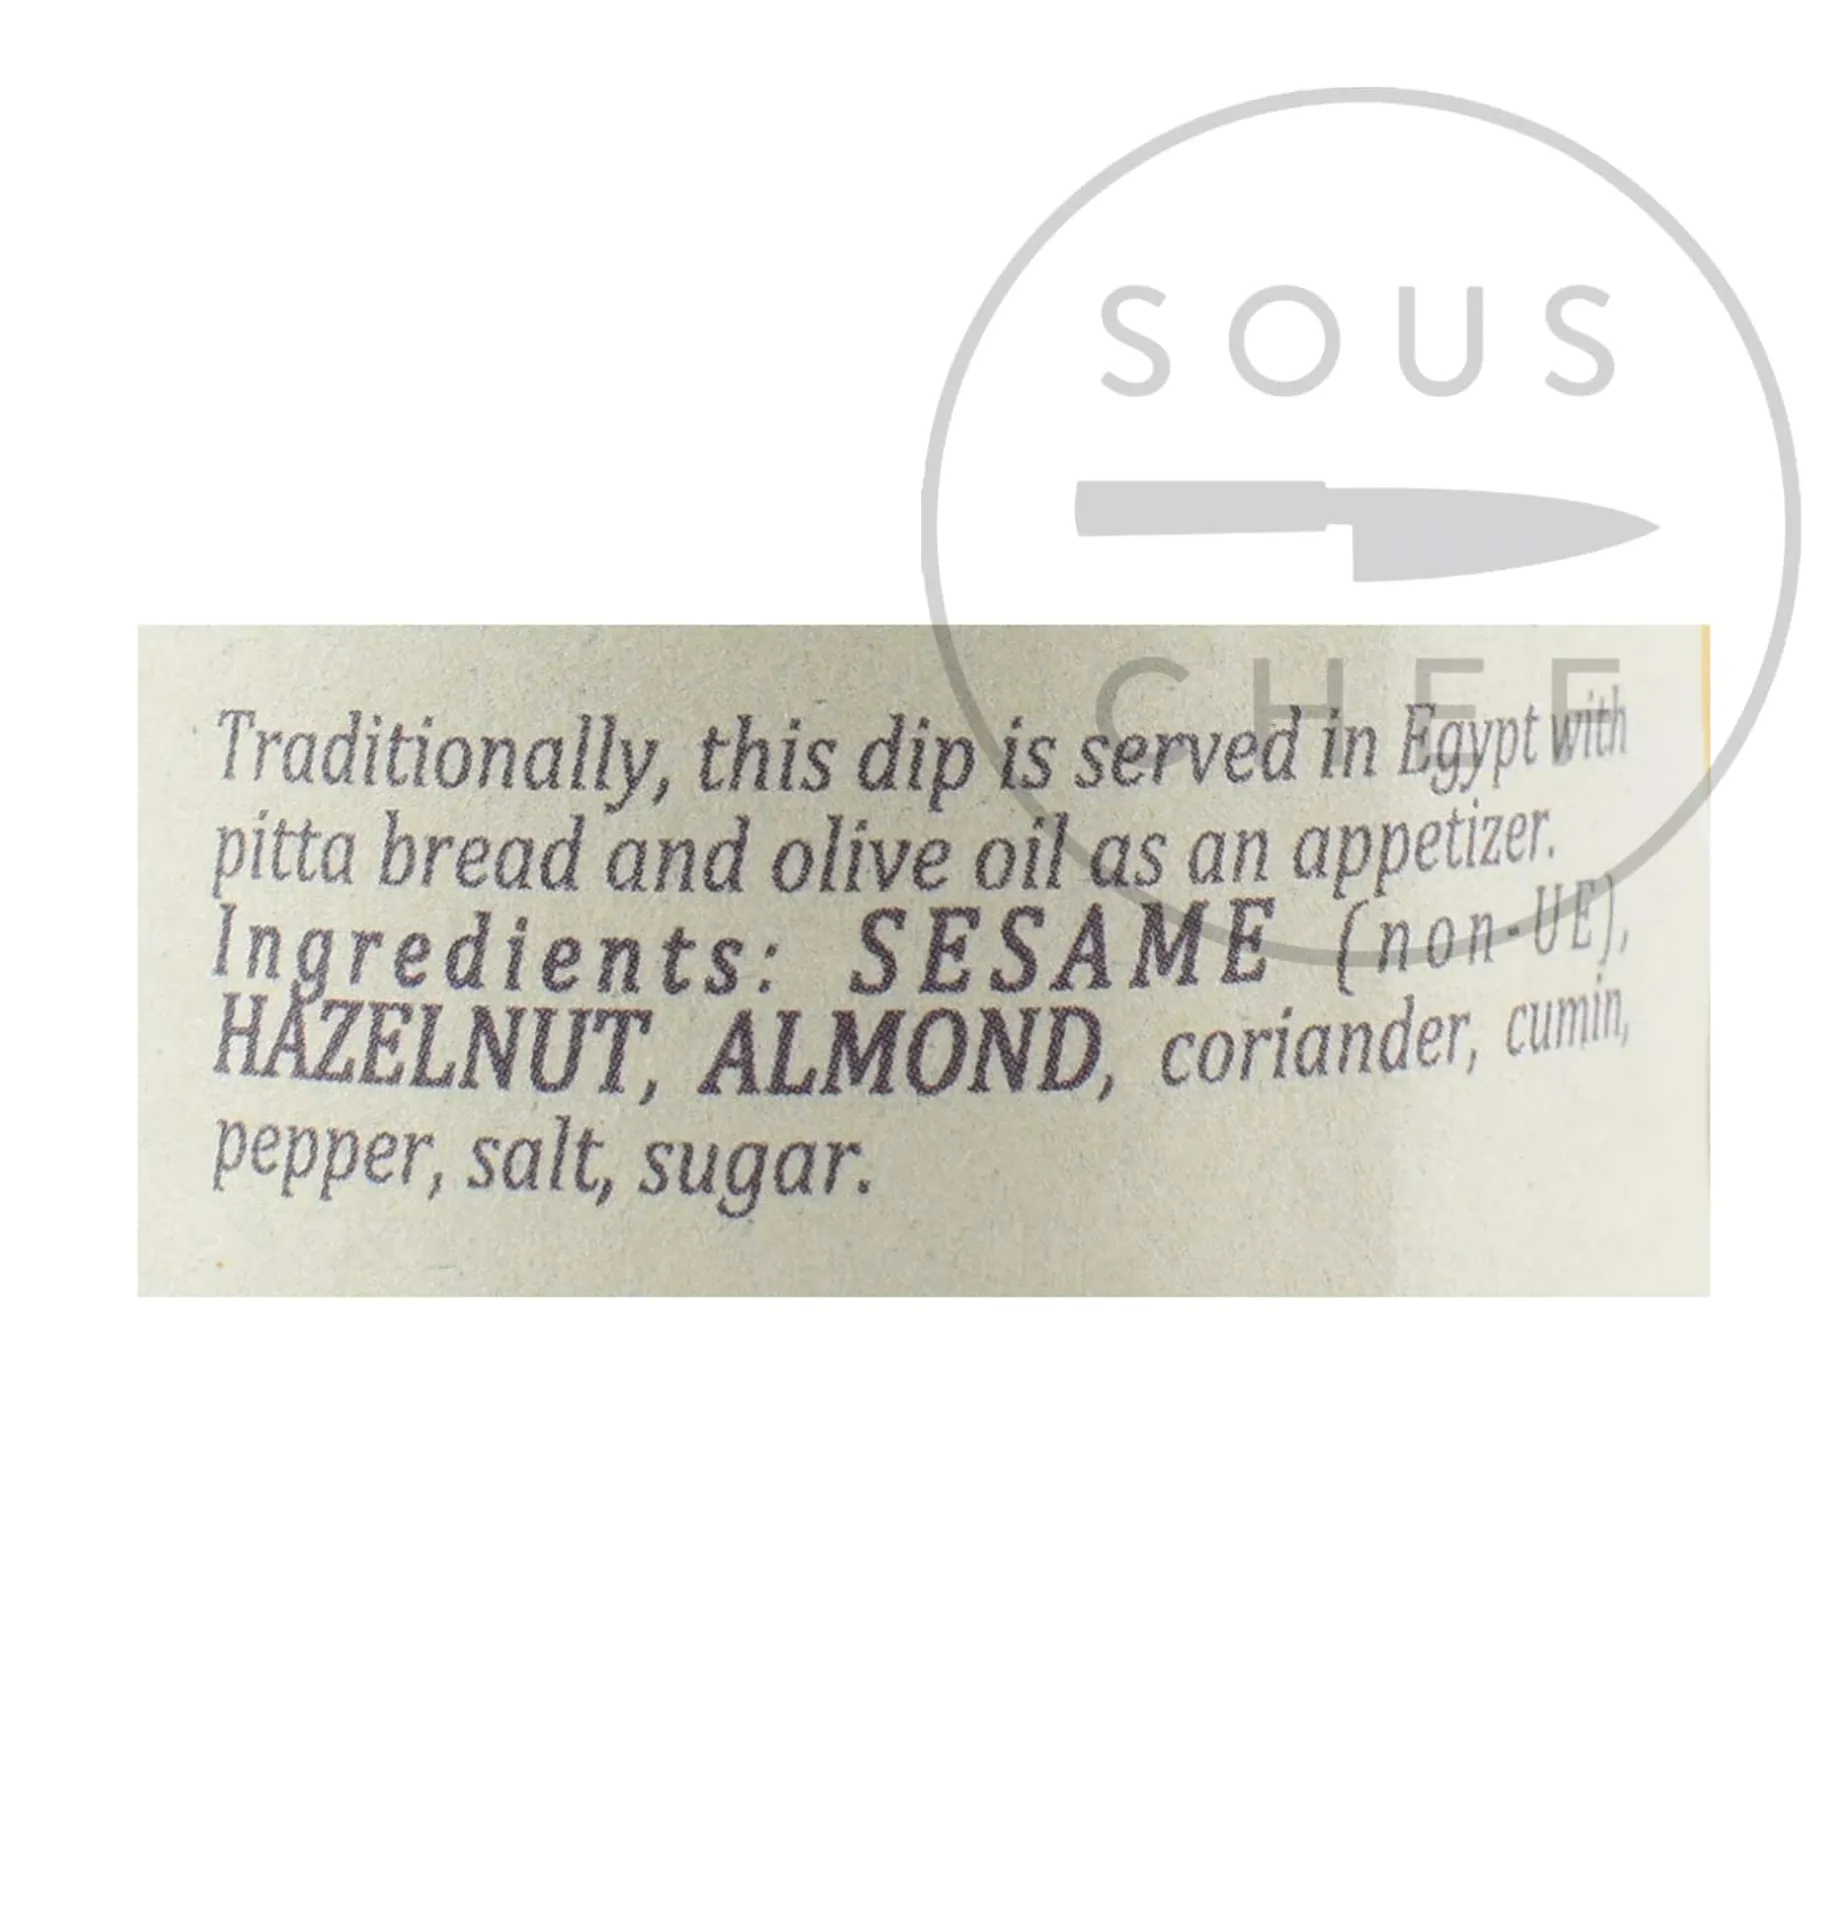 SOUS
CHEF
Traditionally, this dip is served in Egypt with
pitta bread and olive oil as an appetizer.
Ingredients: SESAME (non-UE),
HAZELNUT, ALMOND, coriander, cumin,
pepper, salt, sugar.